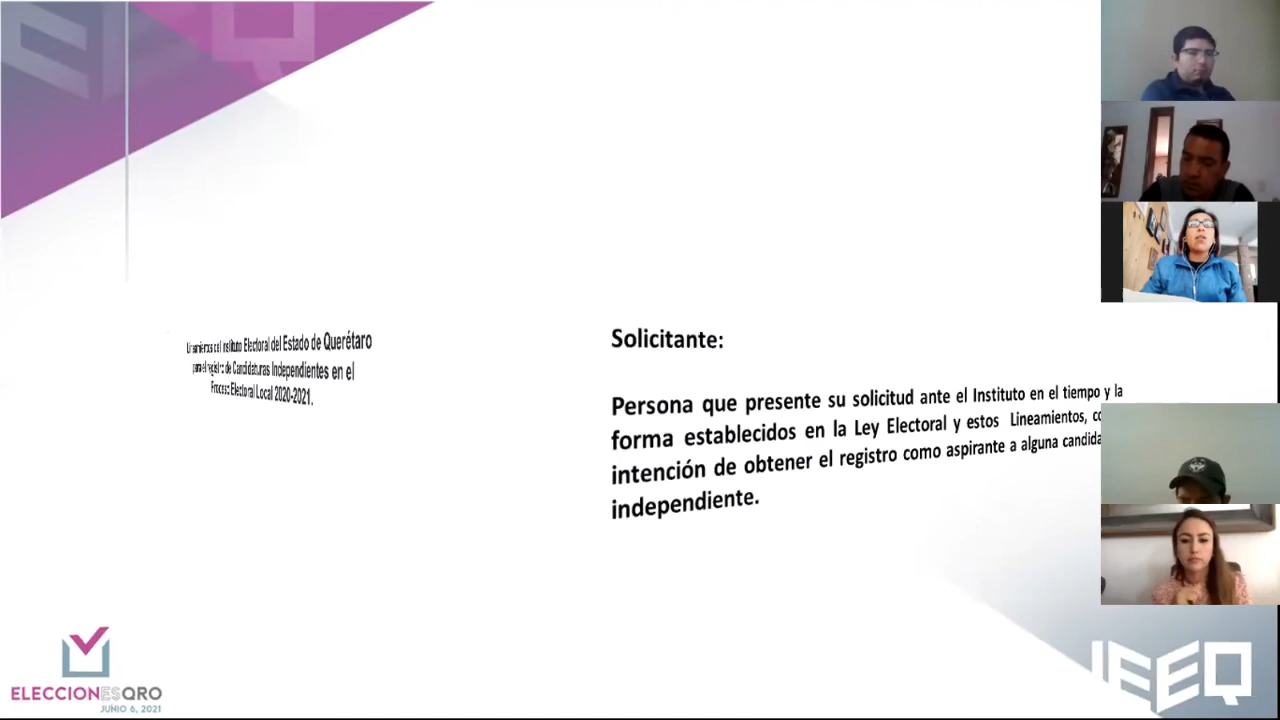 Lineamientos del Instituto Electoral del Estado de Querétaro
para el registro de Candidaturas Independientes en el
Proceso Electoral Local 2020-2021.
Solicitante:
Persona que presente su solicitud ante el Instituto en el tiempo y la
forma establecidos en la Ley Electoral y estos Lineamientos,
intención de obtener el registro como aspirante a alguna
independiente.
ELECCIONESQRO
JUNIO 6, 2021
IEEQ